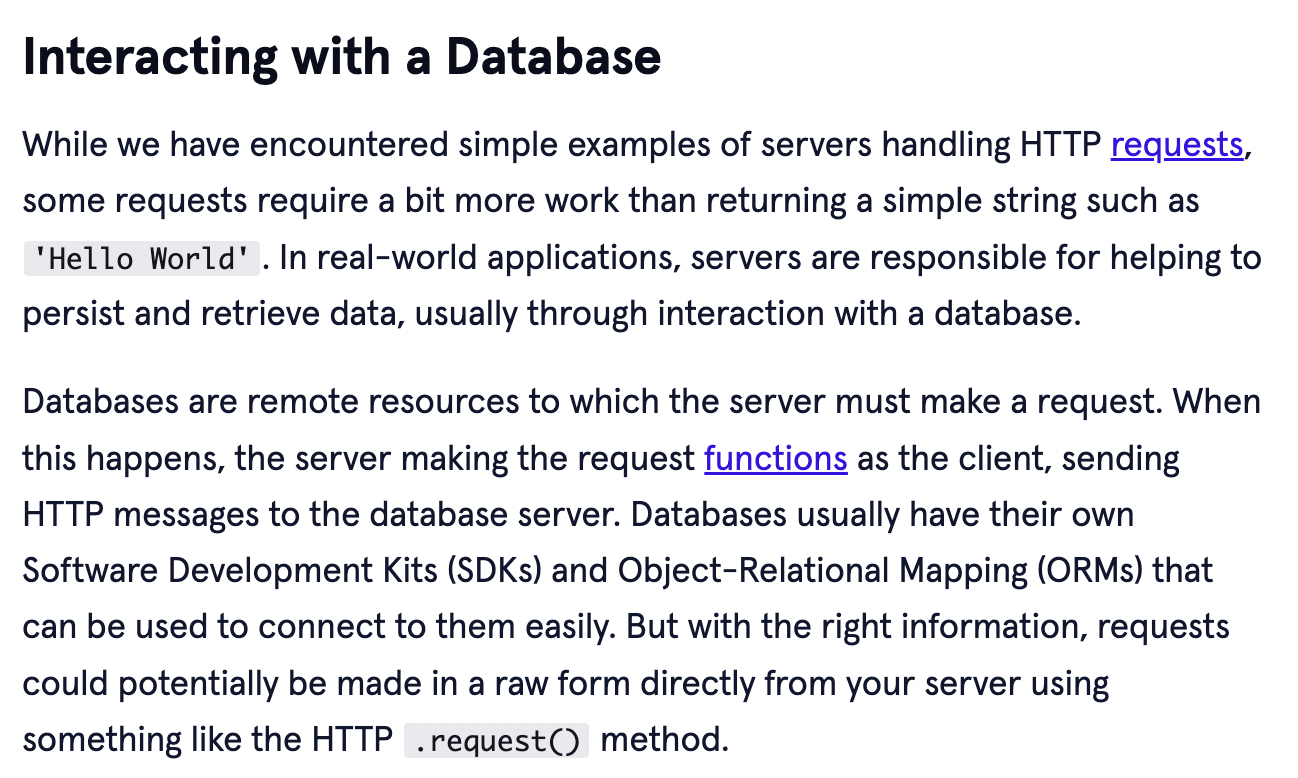 Interacting with a Database
While we have encountered simple examples of servers handling HTTP requests,
some requests require a bit more work than returning a simple string such as
'Hello World'. In real-world applications, servers are responsible for helping to
persist and retrieve data, usually through interaction with a database.
Databases are remote resources to which the server must make a request. When
this happens, the server making the request functions as the client, sending
HTTP messages to the database server. Databases usually have their own
Software Development Kits (SDKs) and Object-Relational Mapping (ORMs) that
can be used to connect to them easily. But with the right information, requests
could potentially be made in a raw form directly from your server using
something like the HTTP .request() method.